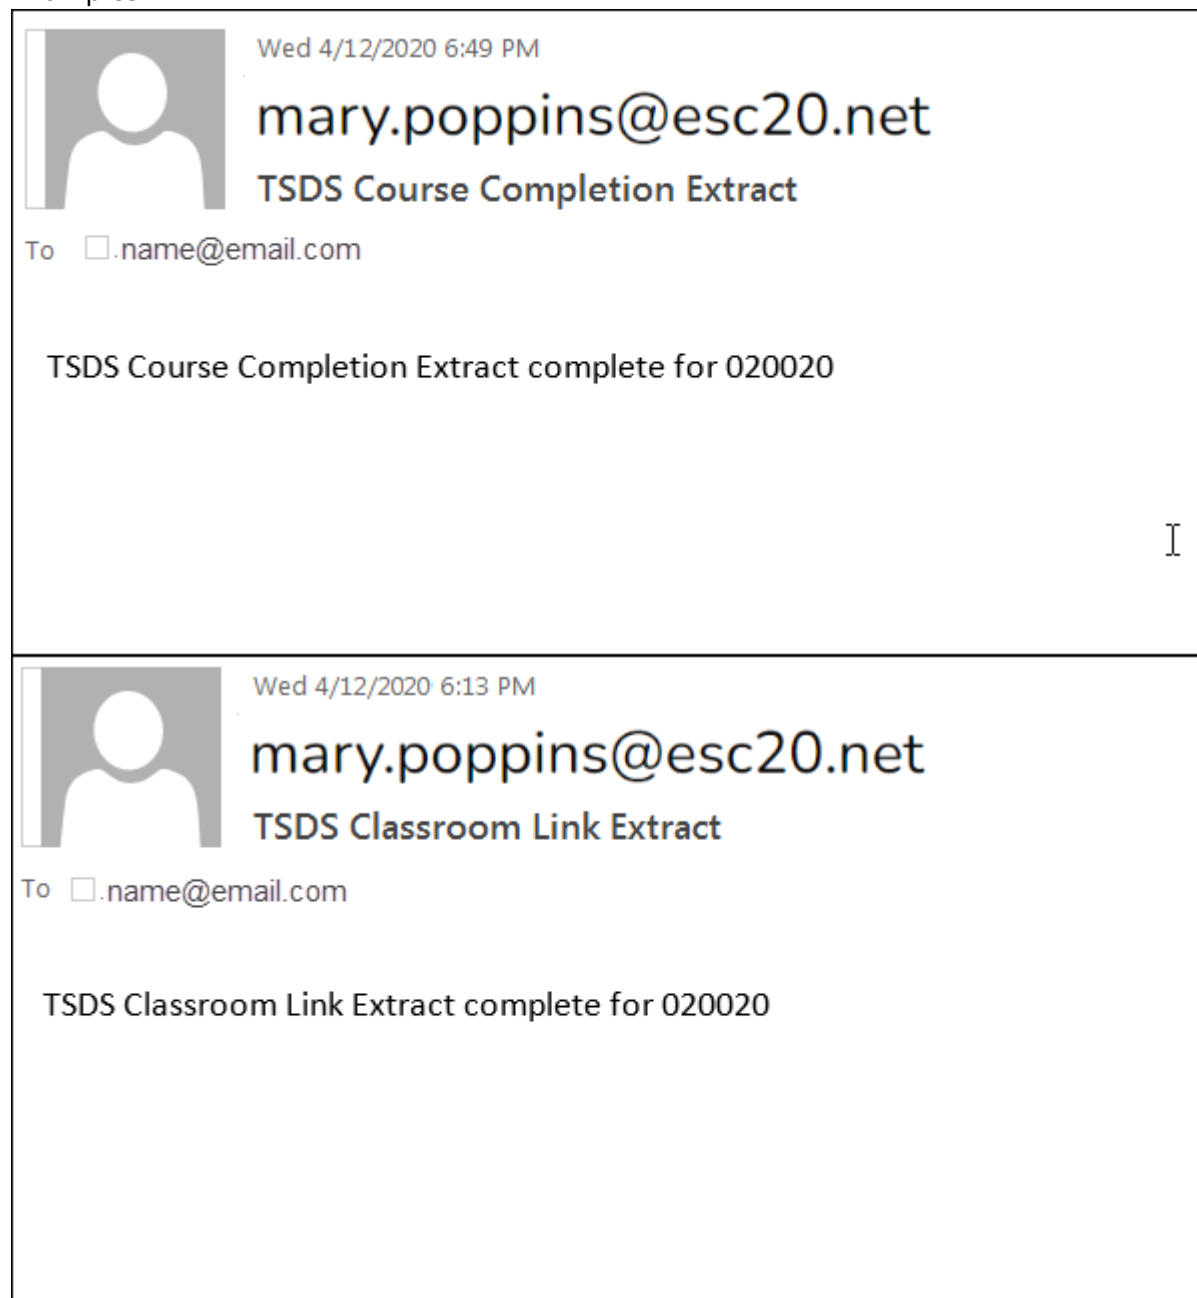 Wed 4/12/2020 6:49 PM
mary.poppins@esc20.net
TSDS Course Completion Extract
To .name@email.com
TSDS Course Completion Extract complete for 020020
Wed 4/12/2020 6:13 PM
mary.poppins@esc20.net
TSDS Classroom Link Extract
To .name@email.com
TSDS Classroom Link Extract complete for 020020